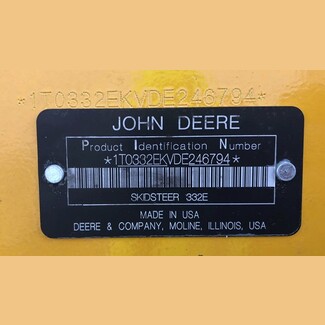 *1T0332EKVDE246794*
JOHN DEERE
Product Identification Number
*1T0332EKVDE246794*
SKIDSTEER 332E
MADE IN USA
DEERE & COMPANY, MOLINE, ILLINOIS, USA